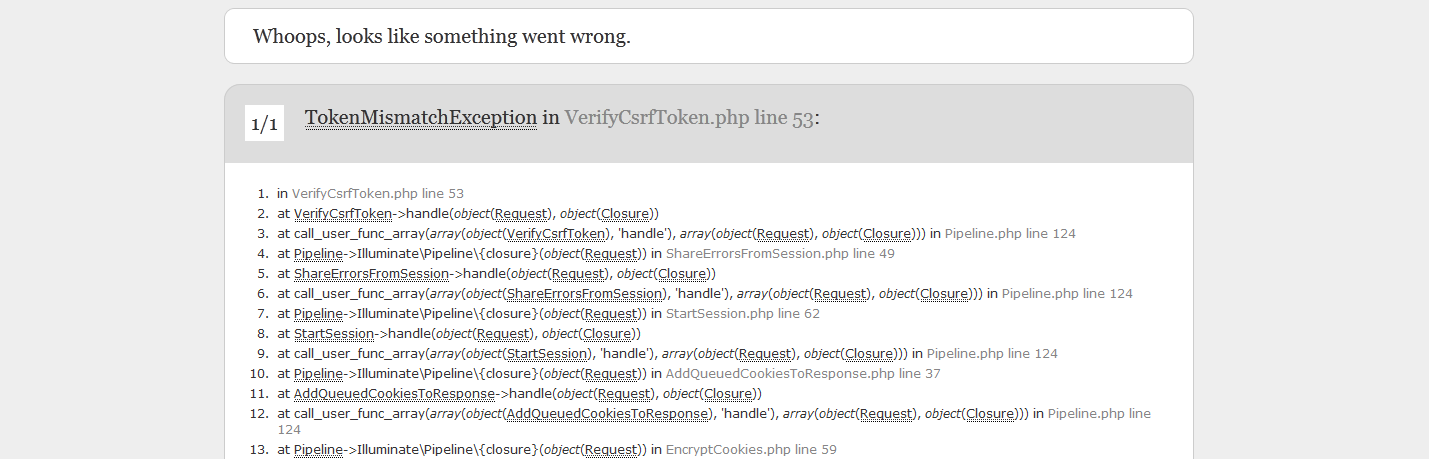 Whoops, looks like something went wrong.
1/1 TokenMismatchException in VerifyCsrfToken.php line 53:
1. in VerifyCsrfToken.php line 53
2. at VerifyCsrfToken->handle(object(Request), object(Closure))
3. at call_user_func_array(array(object(VerifyCsrfToken), 'handle'), array(object(Request), object(Closure))) in Pipeline.php line 124
4. at Pipeline->Illuminate\Pipeline\{closure}(object(Request)) in ShareErrorsFromSession.php line 49
5. at ShareErrorsFromSession->handle(object(Request), object(Closure))
6. at call_user_func_array(array(object(ShareErrorsFromSession), 'handle'), array(object(Request), object(Closure))) in Pipeline.php line 124
7. at Pipeline->Illuminate\Pipeline\{closure}(object(Request)) in StartSession.php line 62
8. at StartSession->handle(object(Request), object(Closure))
9. at call_user_func_array(array(object(StartSession), 'handle'), array(object(Request), object(Closure))) in Pipeline.php line 124
10. at Pipeline->Illuminate\Pipeline\{closure}(object(Request)) in AddQueuedCookiesToResponse.php line 37
11. at AddQueuedCookiesToResponse->handle(object(Request), object(Closure))
12. at call_user_func_array(array(object(AddQueuedCookiesToResponse), 'handle'), array(object(Request), object(Closure))) in Pipeline.php line
124
13. at Pipeline->Illuminate\Pipeline\{closure}(object(Request)) in EncryptCookies.php line 59